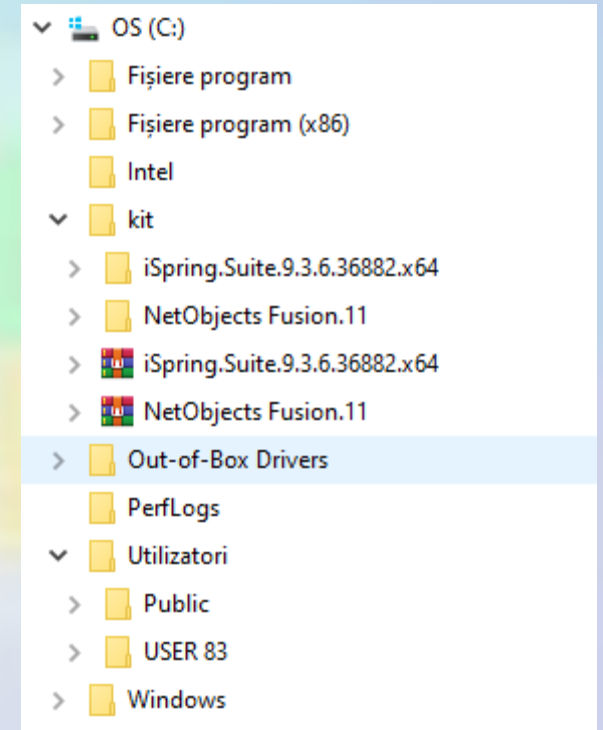 OS (C:)
Fișiere program
Fișiere program (x86)
Intel
kit
iSpring.Suite.9.3.6.36882.x64
NetObjects Fusion.11
iSpring.Suite.9.3.6.36882.x64
NetObjects Fusion.11
Out-of-Box Drivers
PerfLogs
Utilizatori
Public
USER 83
Windows